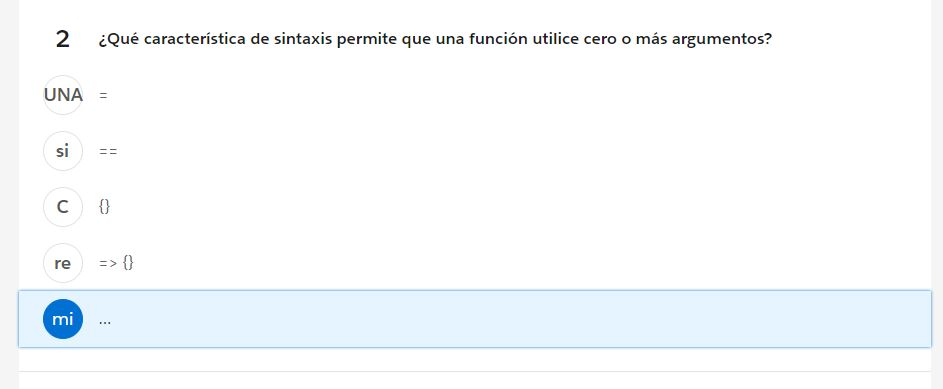 2 ¿Qué característica de sintaxis permite que una función utilice cero o más argumentos?
UNA =
si ==
C {}
re => {}
mi ...